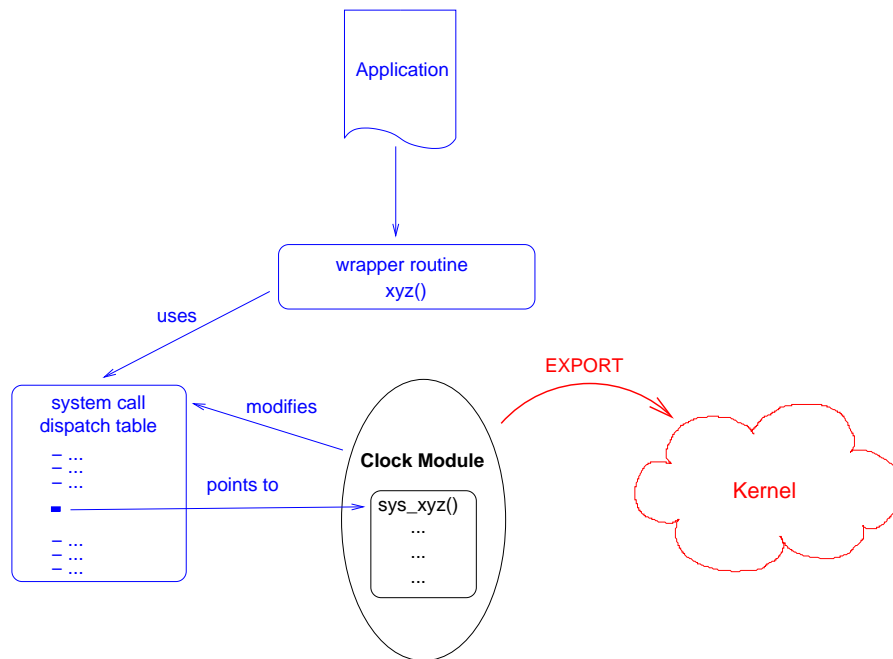 Application
wrapper routine
xyz()
uses
EXPORT
system call
dispatch table
modifies
– ...
– ...
– ...
Clock Module
points to
Kernel
sys_xyz()
...
...
...
– ...
– ...
– ...